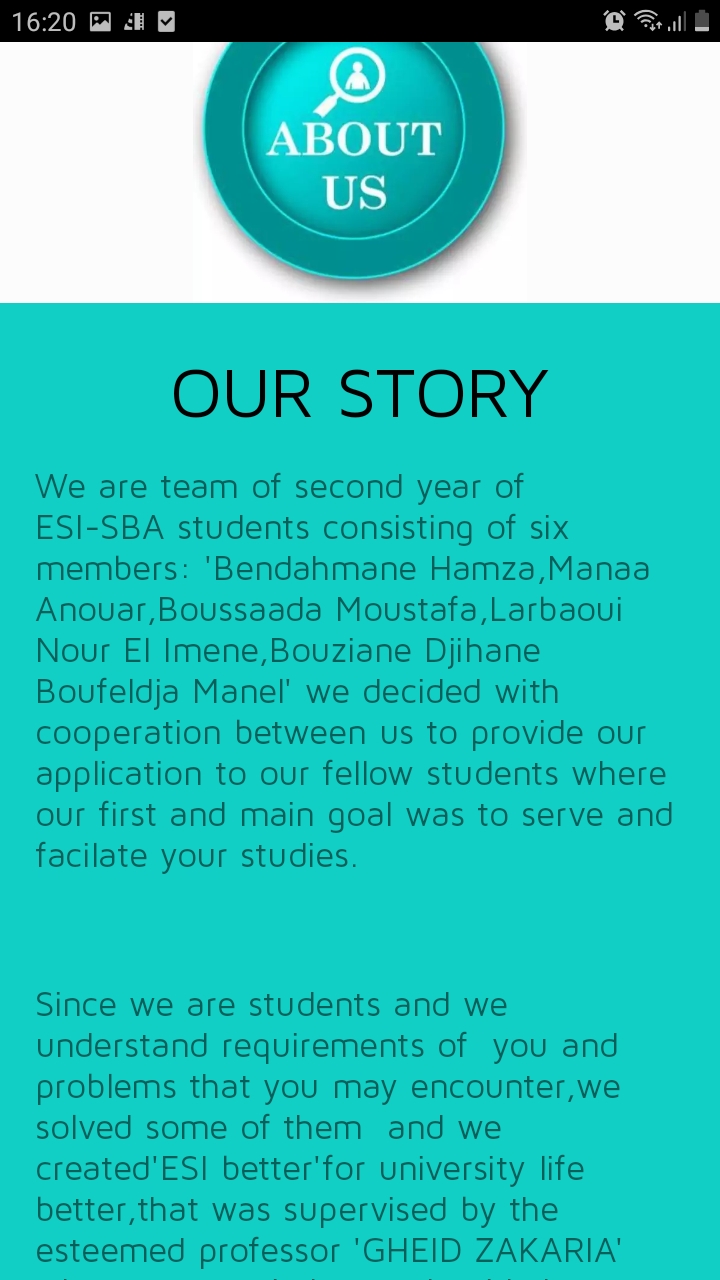 16:20
ABOUT
US
OUR STORY
We are team of second year of
ESI-SBA students consisting of six
members: 'Bendahmane Hamza,Manaa
Anouar,Boussaada Moustafa,Larbaoui
Nour El Imene,Bouziane Djihane
Boufeldja Manel' we decided with
cooperation between us to provide our
application to our fellow students where
our first and main goal was to serve and
facilate your studies.
Since we are students and we
understand requirements of  you and
problems that you may encounter,we
solved some of them  and we
created'ESI better'for university life
better,that was supervised by the
esteemed professor 'GHEID ZAKARIA'